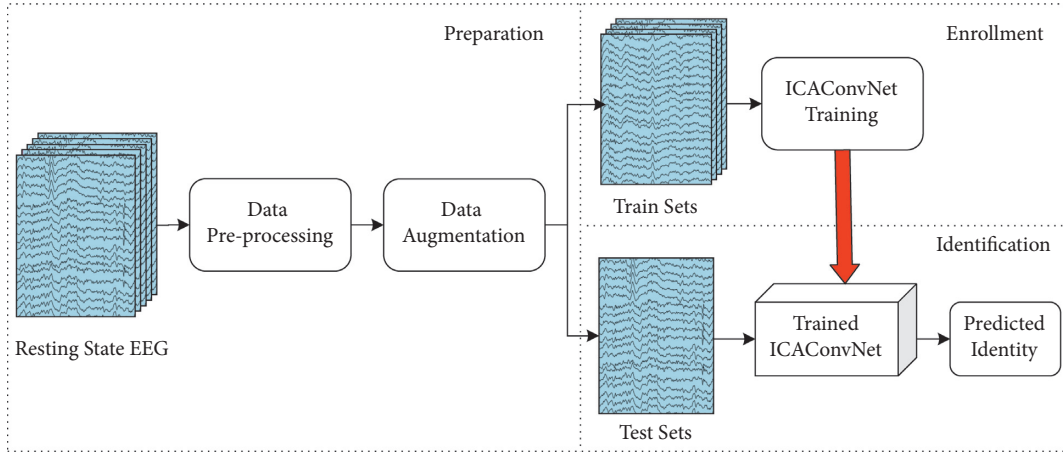 Preparation
Resting State EEG
Data
Pre-processing
Data
Augmentation
Enrollment
Train Sets
ICAConvNet
Training
Identification
Test Sets
Trained
ICAConvNet
Predicted
Identity